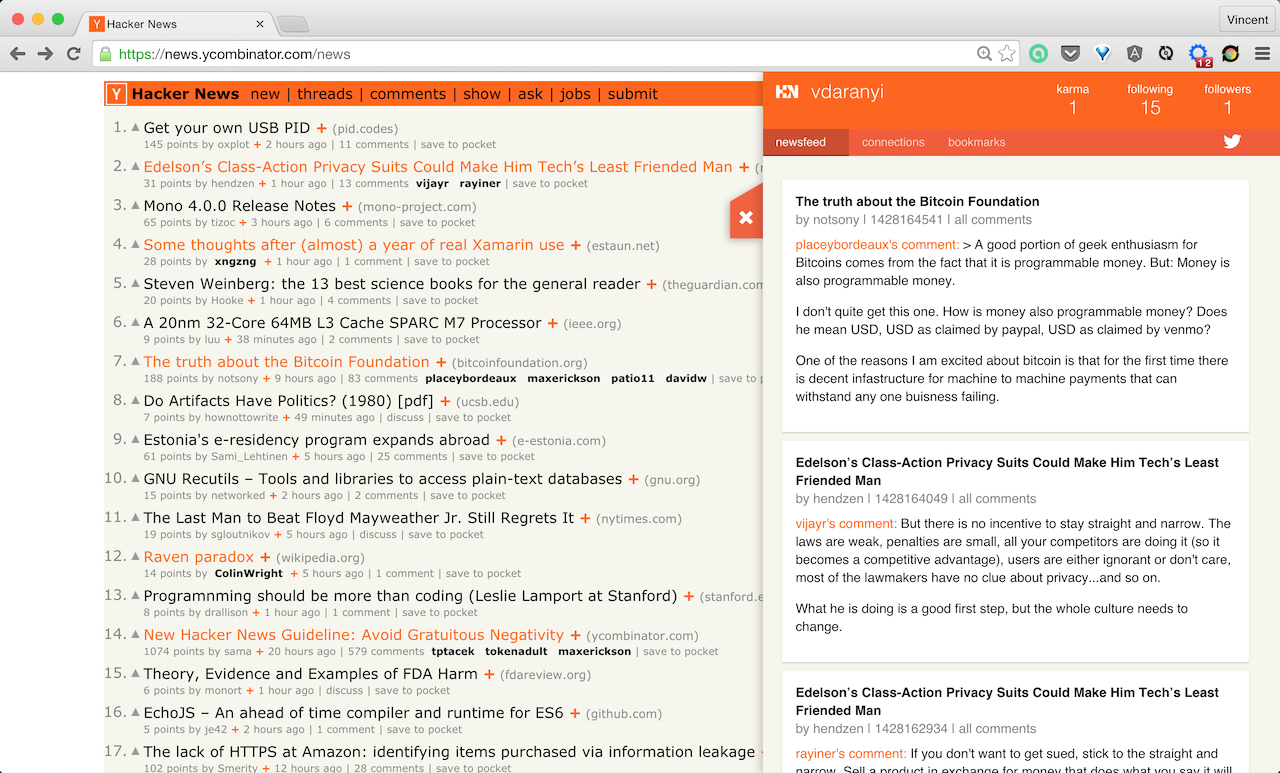 Hacker News
Vincent
https://news.ycombinator.com/news
12
Y Hacker News new | threads | comments | show | ask | jobs | submit
1. Get your own USB PID + (pid.codes)
145 points by oxplot + 2 hours ago | 11 comments | save to pocket
2. Edelson's Class-Action Privacy Suits Could Make Him Tech's Least Friended Man + (
31 points by hendzen + 1 hour ago | 13 comments vijayr rayiner | save to pocket
3. Mono 4.0.0 Release Notes + (mono-project.com)
65 points by tizoc + 3 hours ago | 6 comments | save to pocket
4. Some thoughts after (almost) a year of real Xamarin use + (estaun.net)
28 points by xngzng + 1 hour ago | 1 comment | save to pocket
5. Steven Weinberg: the 13 best science books for the general reader + (theguardian.com
20 points by Hooke + 1 hour ago | 4 comments | save to pocket
6. A 20nm 32-Core 64MB L3 Cache SPARC M7 Processor + (ieee.org)
9 points by luu + 38 minutes ago | 2 comments | save to pocket
7. The truth about the Bitcoin Foundation + (bitcoinfoundation.org)
188 points by notsony + 9 hours ago | 83 comments placeybordeaux maxerickson patio11 davidw | save to p
8. Do Artifacts Have Politics? (1980) [pdf] + (ucsb.edu)
7 points by hownottowrite + 49 minutes ago | discuss | save to pocket
9. Estonia's e-residency program expands abroad + (e-estonia.com)
61 points by Sami_Lehtinen + 5 hours ago | 25 comments | save to pocket
10. GNU Recutils – Tools and libraries to access plain-text databases + (gnu.org)
15 points by networked + 2 hours ago | 2 comments | save to pocket
11. The Last Man to Beat Floyd Mayweather Jr. Still Regrets It + (nytimes.com)
19 points by sgloutnikov + 5 hours ago | discuss | save to pocket
12. Raven paradox + (wikipedia.org)
14 points by ColinWright + 5 hours ago | 1 comment | save to pocket
13. Programnming should be more than coding (Leslie Lamport at Stanford) + (stanford.e
8 points by drallison + 1 hour ago | 1 comment | save to pocket
14. New Hacker News Guideline: Avoid Gratuitous Negativity + (ycombinator.com)
1074 points by sama + 20 hours ago | 579 comments tptacek tokenadult maxerickson | save to pocket
15. Theory, Evidence and Examples of FDA Harm + (fdareview.org)
6 points by monort + 1 hour ago | discuss | save to pocket
16. EchoJS – An ahead of time compiler and runtime for ES6 + (github.com)
5 points by je42 + 2 hours ago | 1 comment | save to pocket
17. The lack of HTTPS at Amazon: identifying items purchased via information leakage
102 points by Smerity + 12 hours ago | 28 comments | save to pocket
HN vdaranyi
karma following followers
1 15 1
newsfeed connections bookmarks
The truth about the Bitcoin Foundation
by notsony | 1428164541 | all comments
placeybordeaux's comment: > A good portion of geek enthusiasm for
Bitcoins comes from the fact that it is programmable money. But: Money is
also programmable money.
I don't quite get this one. How is money also programmable money? Does
he mean USD, USD as claimed by paypal, USD as claimed by venmo?
One of the reasons I am excited about bitcoin is that for the first time there
is decent infastructure for machine to machine payments that can
withstand any one buisness failing.
Edelson's Class-Action Privacy Suits Could Make Him Tech's Least
Friended Man
by hendzen | 1428164049 | all comments
vijayr's comment: But there is no incentive to stay straight and narrow. The
laws are weak, penalties are small, all your competitors are doing it (so it
becomes a competitive advantage), users are either ignorant or don't care,
most of the lawmakers have no clue about privacy...and so on.
What he is doing is a good first step, but the whole culture needs to
change.
Edelson's Class-Action Privacy Suits Could Make Him Tech's Least
Friended Man
by hendzen | 1428162934 | all comments
rayiner's comment: If you don't want to get sued, stick to the straight and
narrow. Sell a product in exchange for money that does what you say it will